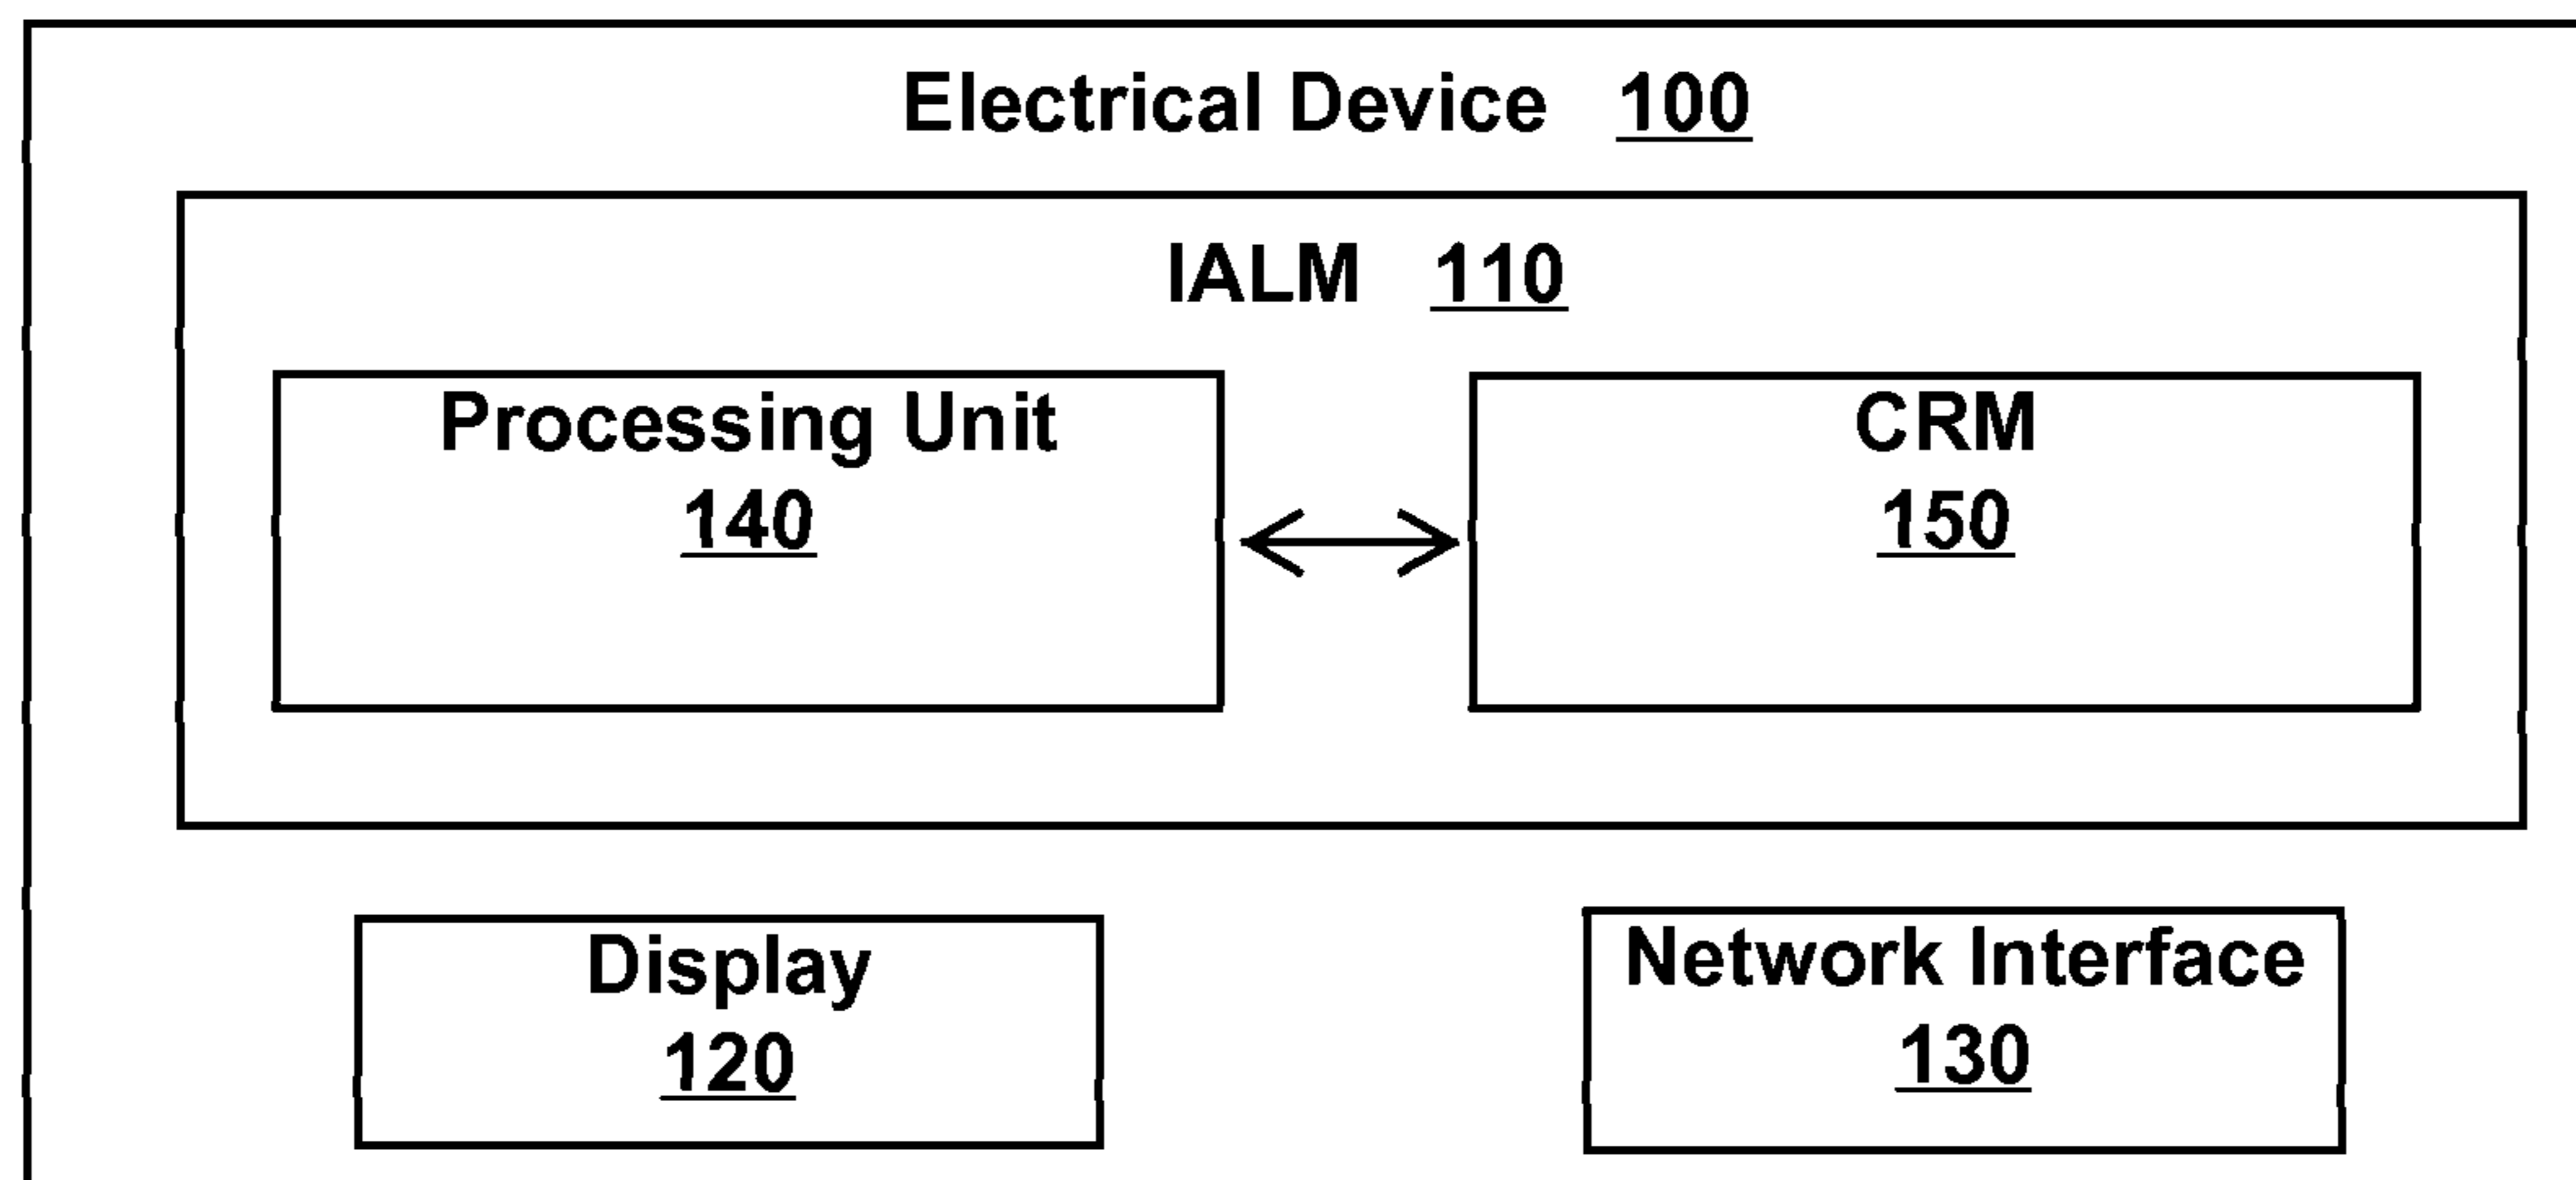 Electrical Device 100
IALM 110
Processing Unit
140
CRM
150
Display
120
Network Interface
130